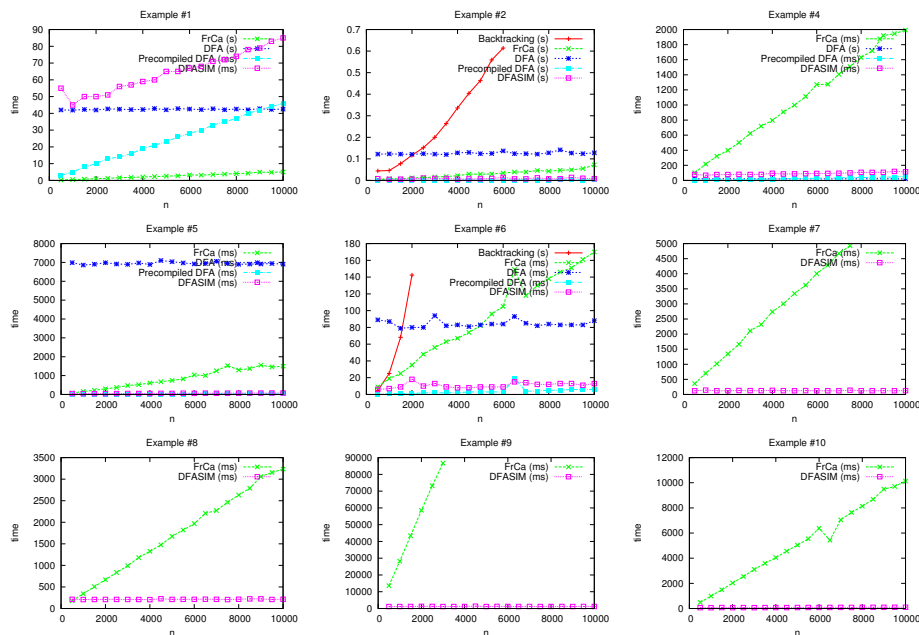 Example #1
90
80
70
60
50
40
30
20
10
0
time
0 2000 4000 6000 8000 10000
n
FrCa (s)
DFA (s)
Precompiled DFA (ms)
DFASIM (ms)
Example #2
0.7
0.6
0.5
0.4
0.3
0.2
0.1
0
time
0 2000 4000 6000 8000 10000
n
Backtracking (s)
FrCa (s)
DFA (s)
Precompiled DFA (s)
DFASIM (s)
Example #4
2000
1800
1600
1400
1200
1000
800
600
400
200
0
time
0 2000 4000 6000 8000 10000
n
FrCa (ms)
DFA (s)
Precompiled DFA (ms)
DFASIM (ms)
Example #5
8000
7000
6000
5000
4000
3000
2000
1000
0
time
0 2000 4000 6000 8000 10000
n
FrCa (ms)
DFA (ms)
Precompiled DFA (ms)
DFASIM (ms)
Example #6
180
160
140
120
100
80
60
40
20
0
time
0 2000 4000 6000 8000 10000
n
Backtracking (s)
FrCa (ms)
DFA (ms)
Precompiled DFA (ms)
DFASIM (ms)
Example #7
5000
4500
4000
3500
3000
2500
2000
1500
1000
500
0
time
0 2000 4000 6000 8000 10000
n
FrCa (ms)
DFASIM (ms)
Example #8
3500
3000
2500
2000
1500
1000
500
0
time
0 2000 4000 6000 8000 10000
n
FrCa (ms)
DFASIM (ms)
Example #9
90000
80000
70000
60000
50000
40000
30000
20000
10000
0
time
0 2000 4000 6000 8000 10000
n
FrCa (ms)
DFASIM (ms)
Example #10
12000
10000
8000
6000
4000
2000
0
time
0 2000 4000 6000 8000 10000
n
FrCa (ms)
DFASIM (ms)